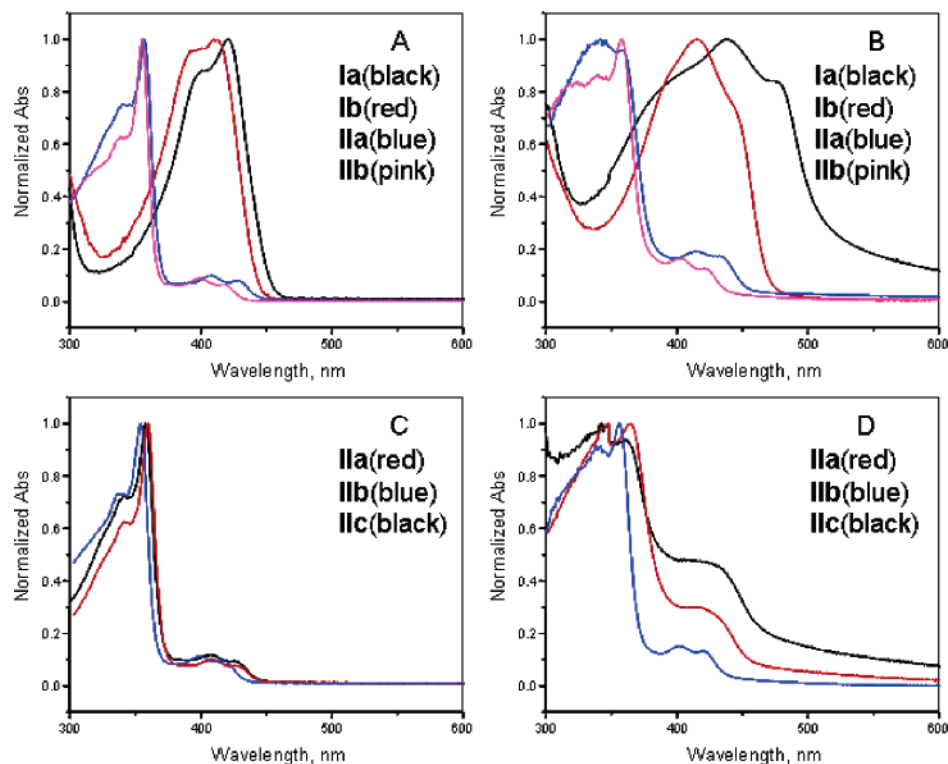 A
Ia(black)
Ib(red)
IIa(blue)
IIb(pink)
Normalized Abs
1.0
0.8
0.6
0.4
0.2
0.0
300
400
500
600
Wavelength, nm
B
Ia(black)
Ib(red)
IIa(blue)
IIb(pink)
Normalized Abs
1.0
0.8
0.6
0.4
0.2
0.0
300
400
500
600
Wavelength, nm
C
IIa(red)
IIb(blue)
IIc(black)
Normalized Abs
1.0
0.8
0.6
0.4
0.2
0.0
300
400
500
600
Wavelength, nm
D
IIa(red)
IIb(blue)
IIc(black)
Normalized Abs
1.0
0.8
0.6
0.4
0.2
0.0
300
400
500
600
Wavelength, nm